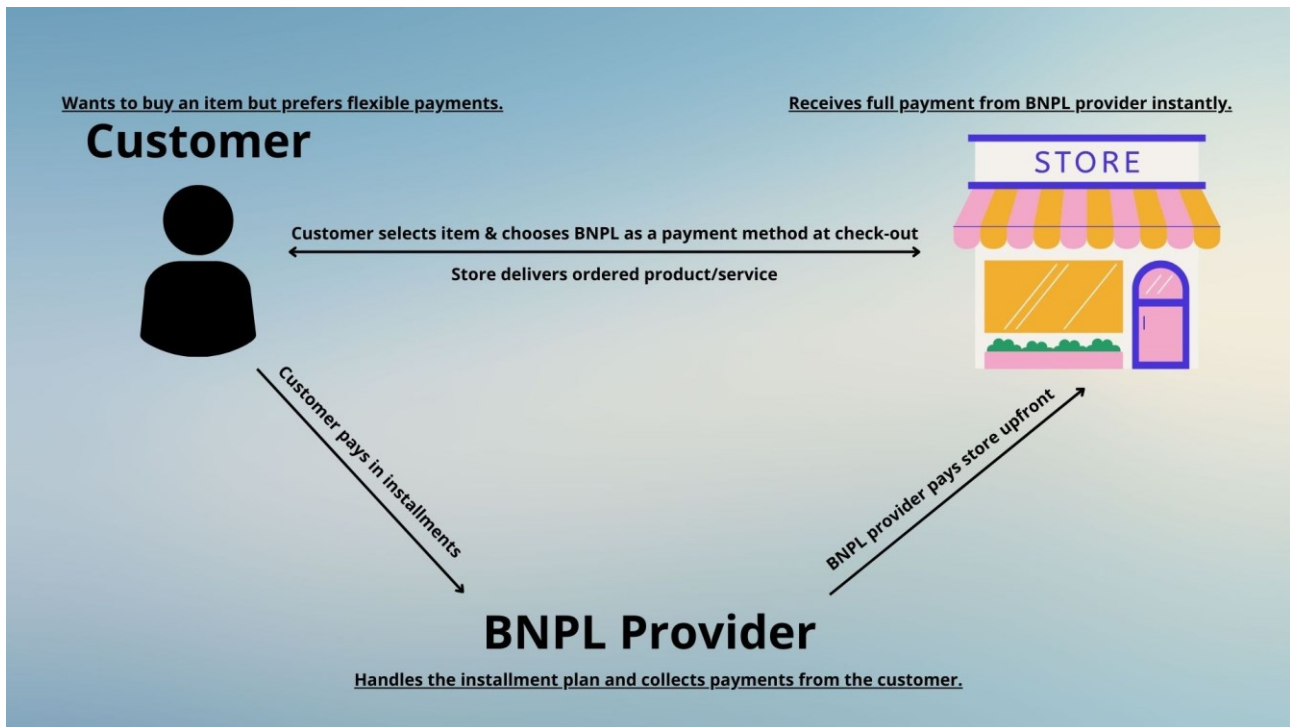 Wants to buy an item but prefers flexible payments.
Customer
Receives full payment from BNPL provider instantly.
STORE
Customer selects item & chooses BNPL as a payment method at check-out
Store delivers ordered product/service
Customer pays in installments
BNPL provider pays store upfront
BNPL Provider
Handles the installment plan and collects payments from the customer.